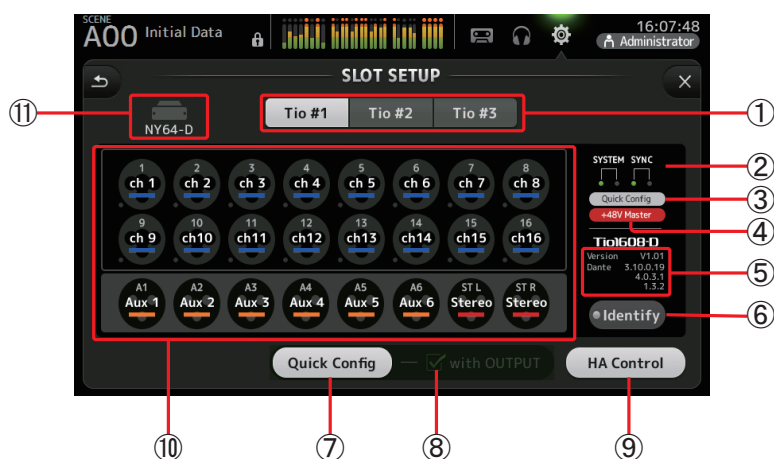 SCENE
A00 Initial Data
16:07:48
Administrator
SLOT SETUP
⑪
NY64-D
Tio #1 Tio #2 Tio #3
①
1 2 3 4 5 6 7 8
ch 1 ch 2 ch 3 ch 4 ch 5 ch 6 ch 7 ch 8
9 10 11 12 13 14 15 16
ch 9 ch10 ch11 ch12 ch13 ch14 ch15 ch16
A1 A2 A3 A4 A5 A6 ST L ST R
Aux 1 Aux 2 Aux 3 Aux 4 Aux 5 Aux 6 Stereo Stereo
SYSTEM SYNC
②
Quick Config
③
+48V Master
④
Tio1608-D
Version V1.01
Dante 3.10.0.19
4.0.3.1
1.3.2
⑤
Identify
⑥
Quick Config
with OUTPUT
HA Control
⑩ ⑦ ⑧ ⑨